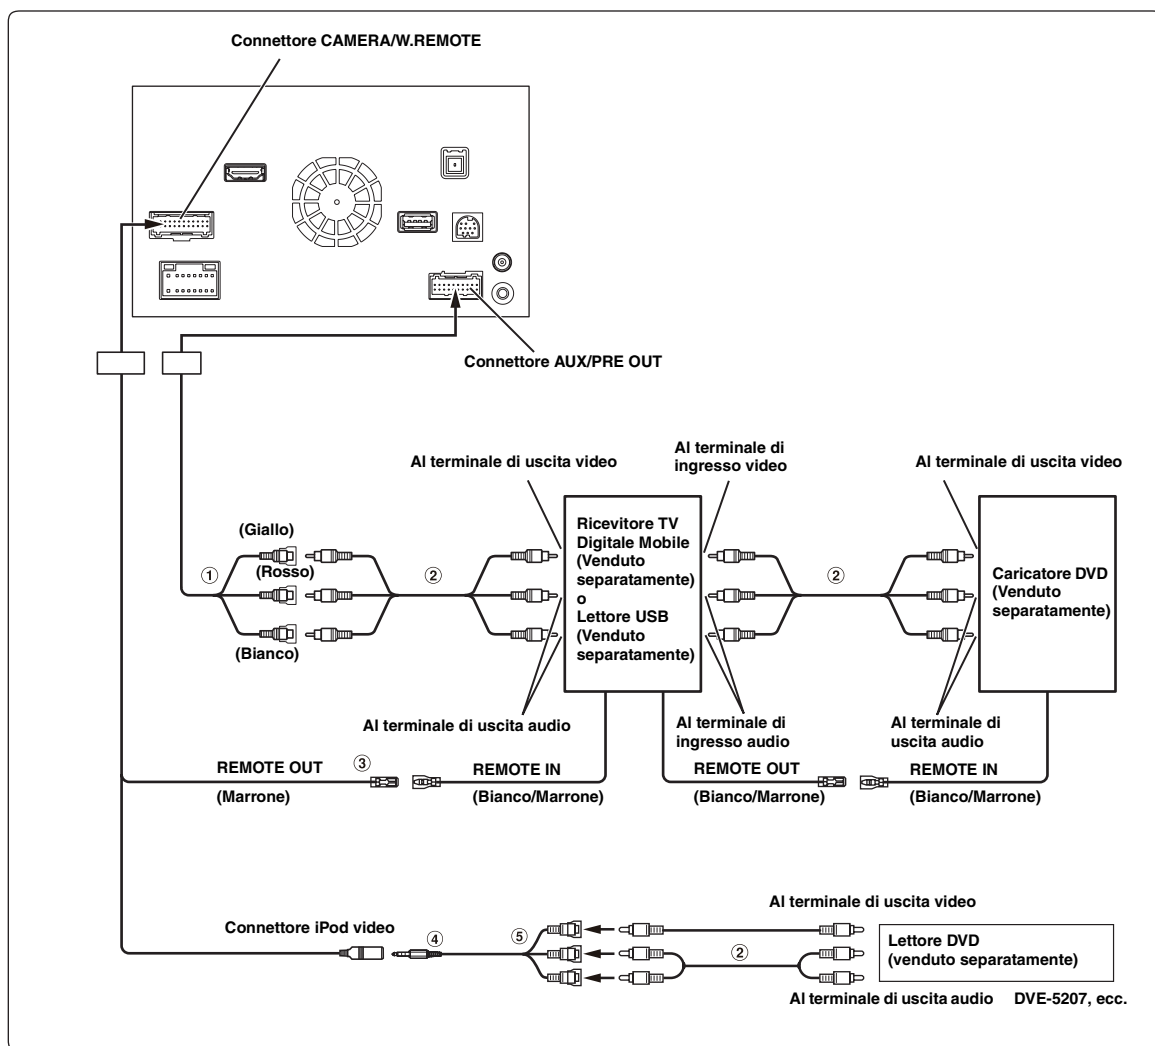 Connettore CAMERA/W.REMOTE
Connettore AUX/PRE OUT
Al terminale di uscita video
Al terminale di
ingresso video
Al terminale di uscita video
(Giallo)
(Rosso)
(Bianco)
①
②
②
Ricevitore TV
Digitale Mobile
(Venduto
separatamente)
o
Lettore USB
(Venduto
separatamente)
Caricatore DVD
(Venduto
separatamente)
Al terminale di uscita audio
Al terminale di
ingresso audio
Al terminale di
uscita audio
REMOTE OUT
③
(Marrone)
REMOTE IN
(Bianco/Marrone)
REMOTE OUT
(Bianco/Marrone)
REMOTE IN
(Bianco/Marrone)
Al terminale di uscita video
Connettore iPod video
④
⑤
②
Lettore DVD
(venduto separatamente)
Al terminale di uscita audio
DVE-5207, ecc.